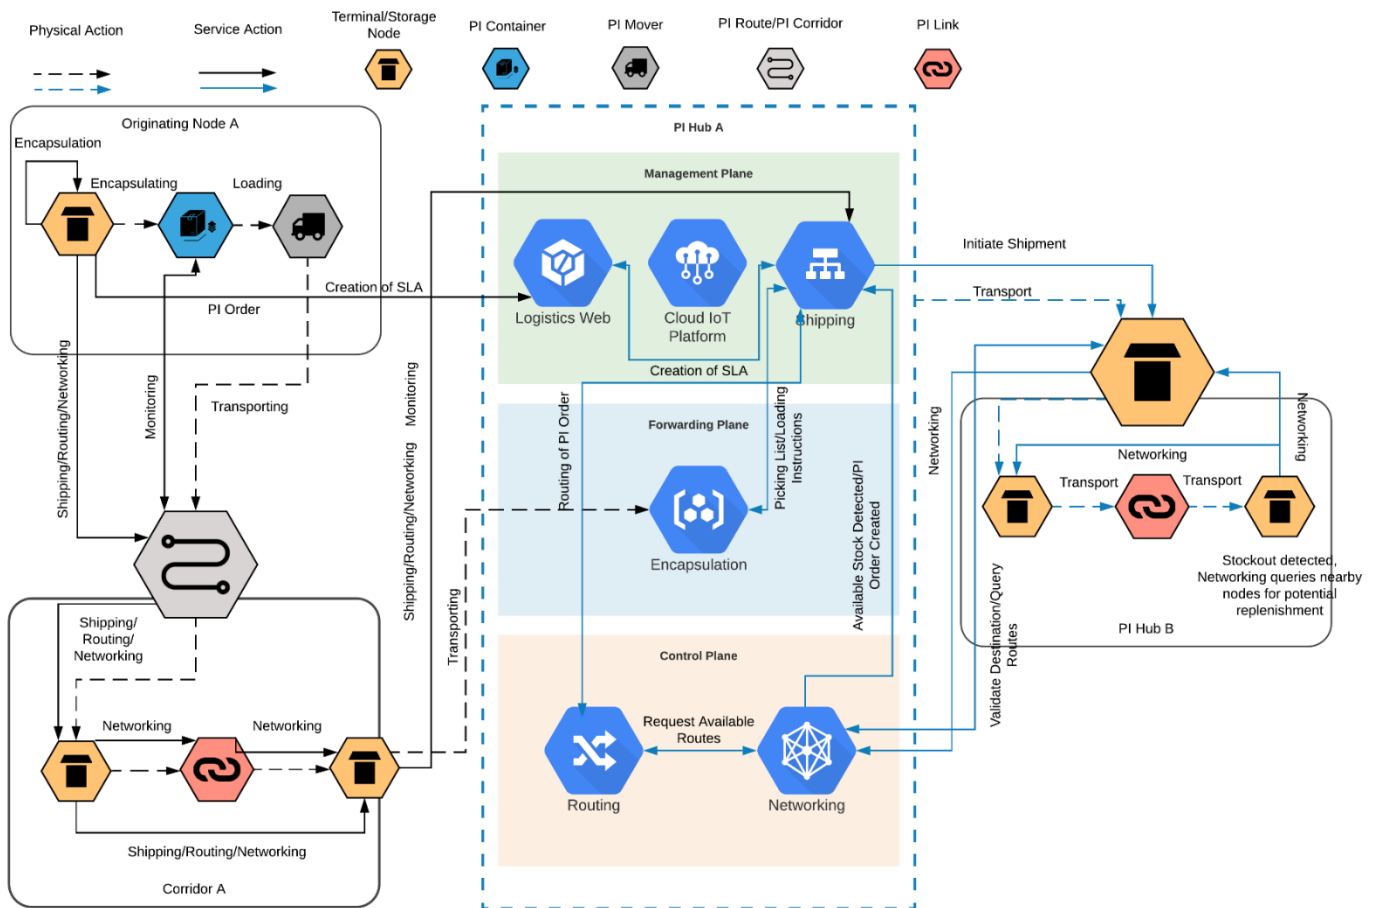 Physical Action
Service Action
Terminal/Storage
Node
PI Container
PI Mover
PI Route/PI Corridor
PI Link
Originating Node A
Encapsulation
Encapsulating
Loading
Creation of SLA
PI Order
Shipping/Routing/Networking
Monitoring
Transporting
Monitoring
Shipping/Routing/Networking
Transporting
Shipping/
Routing/
Networking
Networking
Networking
Shipping/Routing/Networking
Corridor A
PI Hub A
Management Plane
Logistics Web
Cloud IoT
Platform
Shipping
Creation of SLA
Routing of PI Order
Picking List/Loading
Instructions
Forwarding Plane
Encapsulation
Available Stock Detected/PI
Order Created
Control Plane
Request Available
Routes
Routing
Networking
Initiate Shipment
Transport
Networking
Networking
Networking
Transport
Transport
Validate Destination/Query
Routes
Stockout detected,
Networking queries nearby
nodes for potential
replenishment
PI Hub B